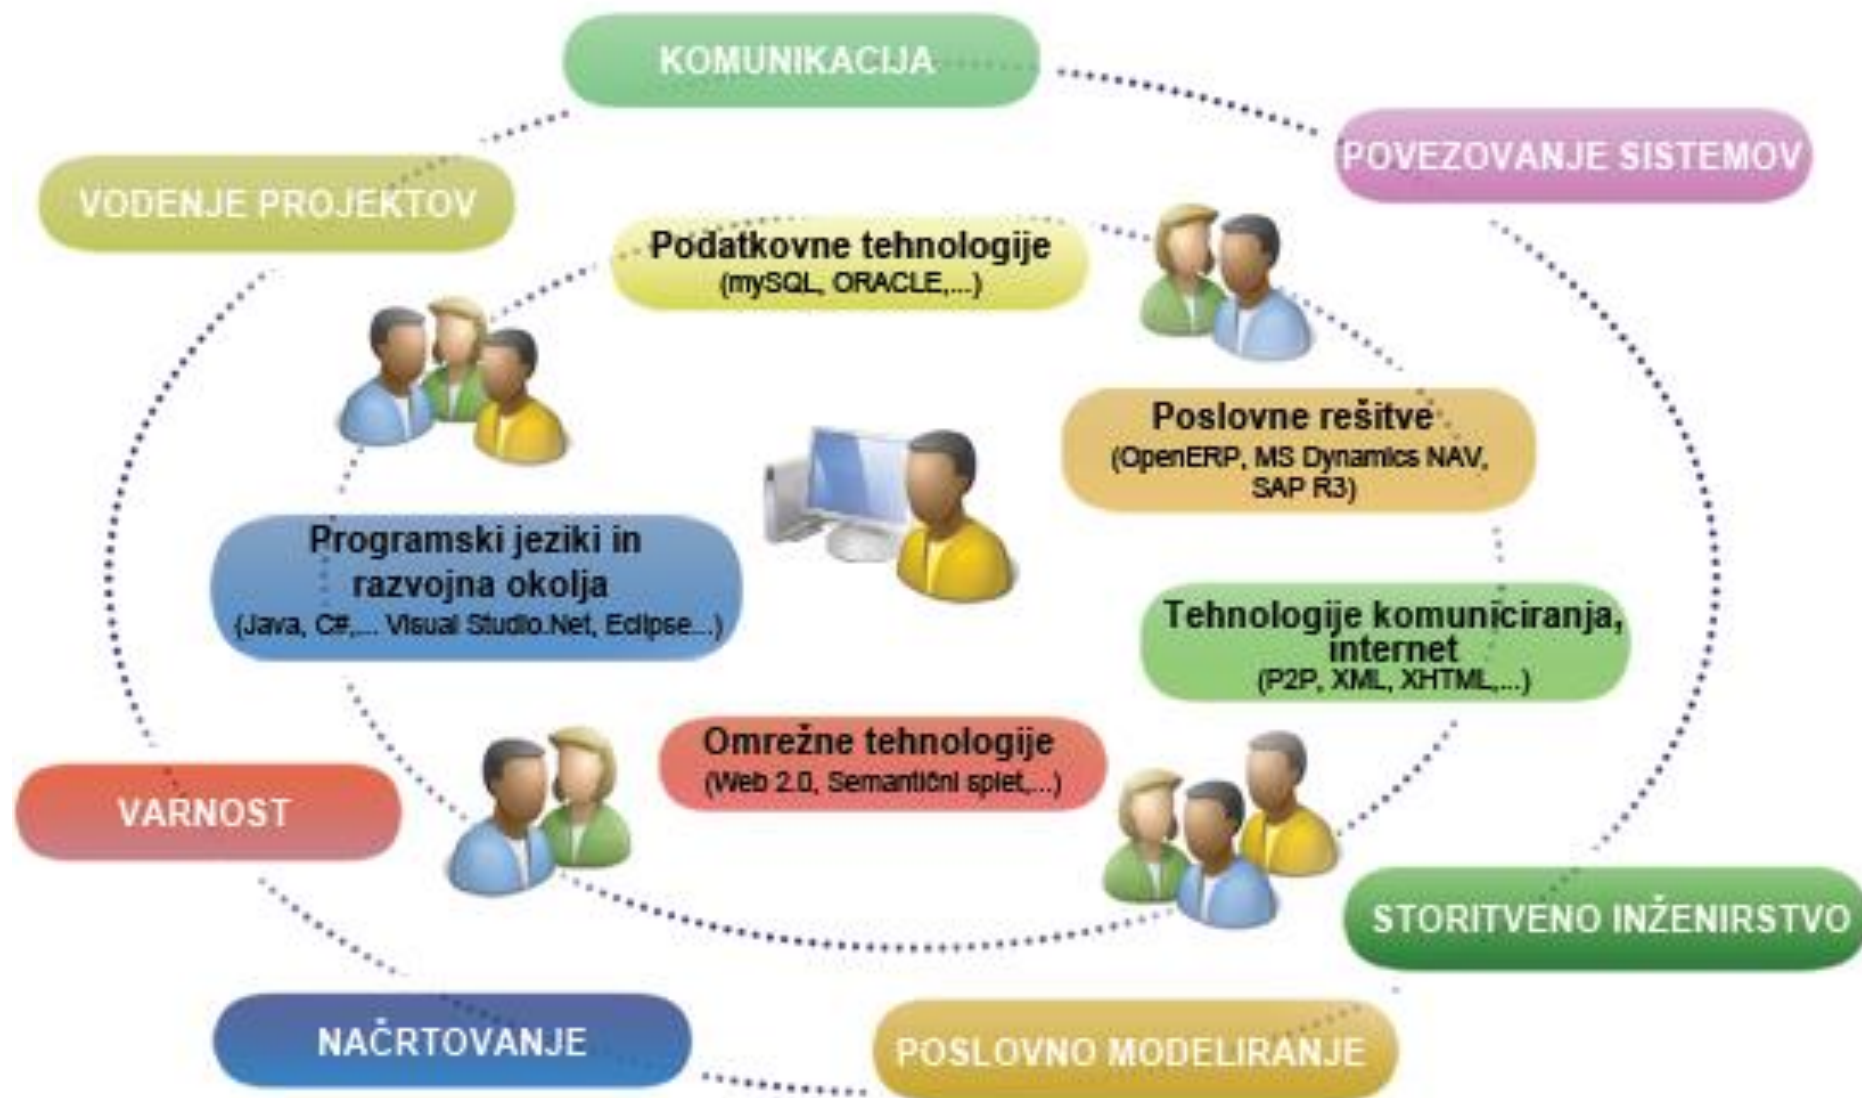 KOMUNIKACIJA
POVEZOVANJE SISTEMOV
VODENJE PROJEKTOV
Podatkovne tehnologije
(mySQL, ORACLE,...)
Poslovne rešitve
(OpenERP, MS Dynamics NAV,
SAP R3)
Programski jeziki in
razvojna okolja
(Java, C#,... Visual Studio.Net, Eclipse...)
Tehnologije komuniciranja,
internet
(P2P, XML, XHTML,...)
Omrežne tehnologije
(Web 2.0, Semantični splet,...)
VARNOST
STORITVENO INŽENIRSTVO
NAČRTOVANJE
POSLOVNO MODELIRANJE